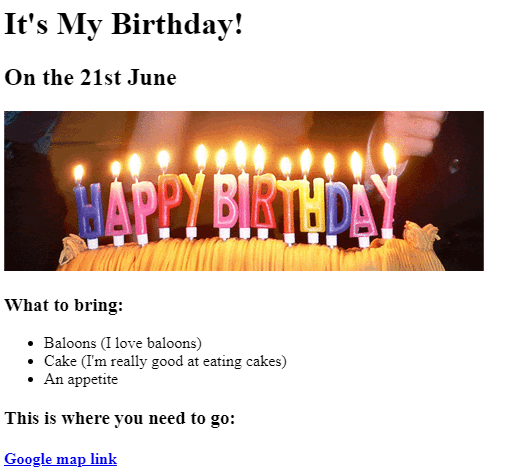 It's My Birthday!
On the 21st June
HAPPY BIRTHDAY
What to bring:
Baloons (I love baloons)
Cake (I'm really good at eating cakes)
An appetite
This is where you need to go:
Google map link